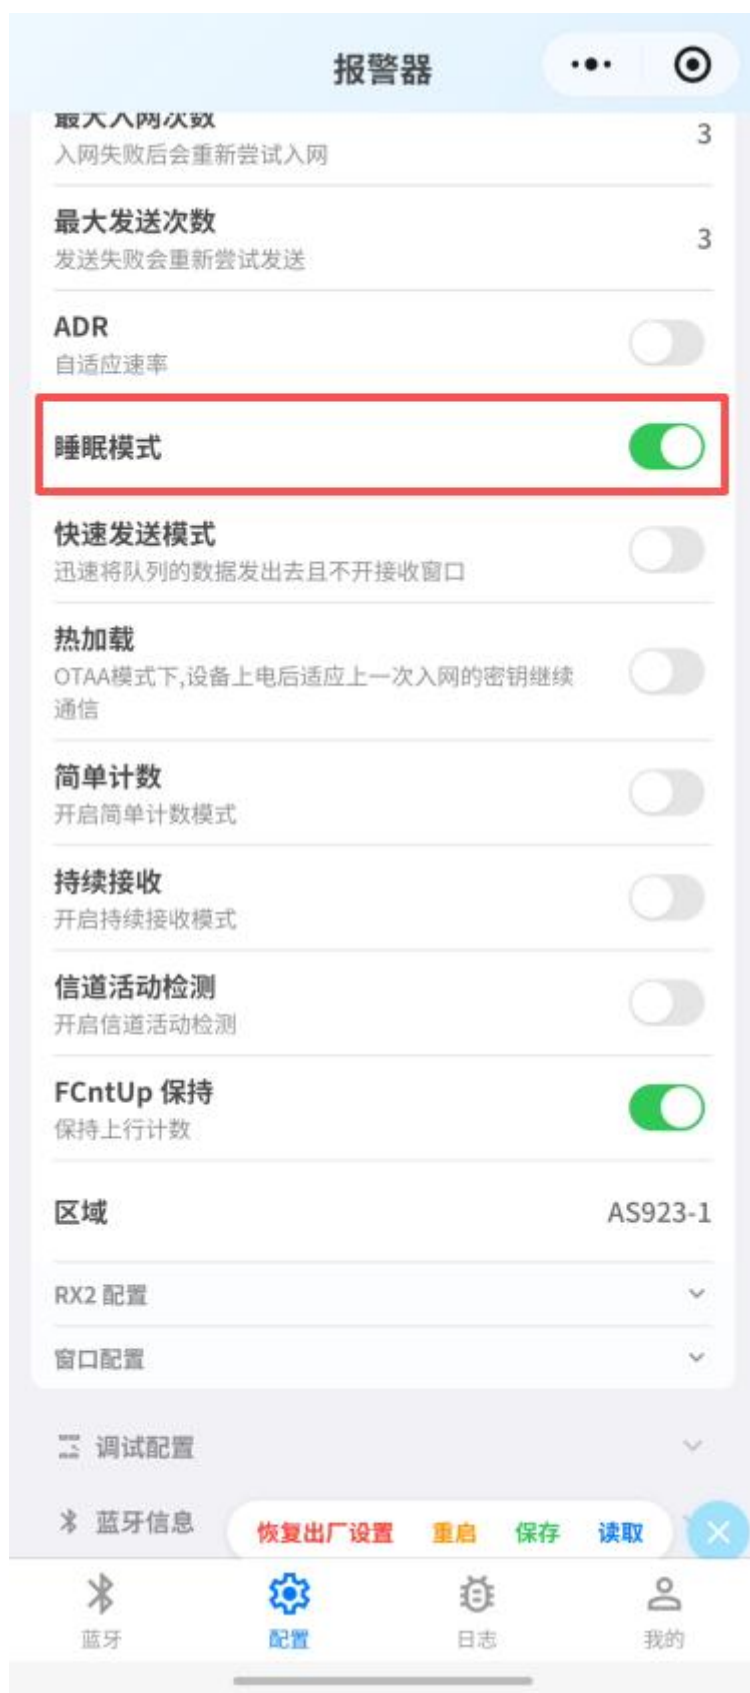 报警器
最大入网次数
3
入网失败后会重新尝试入网
最大发送次数
3
发送失败会重新尝试发送
ADR
自适应速率
睡眠模式
快速发送模式
迅速将队列的数据发出去且不开接收窗口
热加载
OTAA模式下,设备上电后适应上一次入网的密钥继续
通信
简单计数
开启简单计数模式
持续接收
开启持续接收模式
信道活动检测
开启信道活动检测
FCntUp 保持
保持上行计数
区域
AS923-1
RX2 配置
窗口配置
调试配置
蓝牙信息
恢复出厂设置 重启 保存 读取
蓝牙 配置 日志 我的